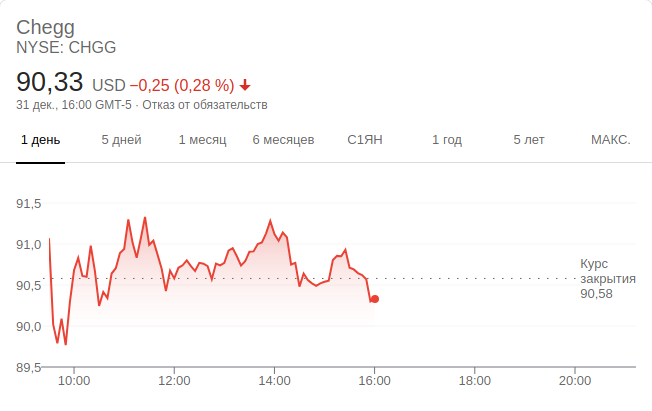 Chegg
NYSE: CHGG
90,33 USD −0,25 (0,28 %)
31 дек., 16:00 GMT-5 · Отказ от обязательств
1 день 5 дней 1 месяц 6 месяцев С1ЯН 1 год 5 лет МАКС.
91,5
91,0
90,5
90,0
89,5
Курс
закрытия
90,58
10:00 12:00 14:00 16:00 18:00 20:00